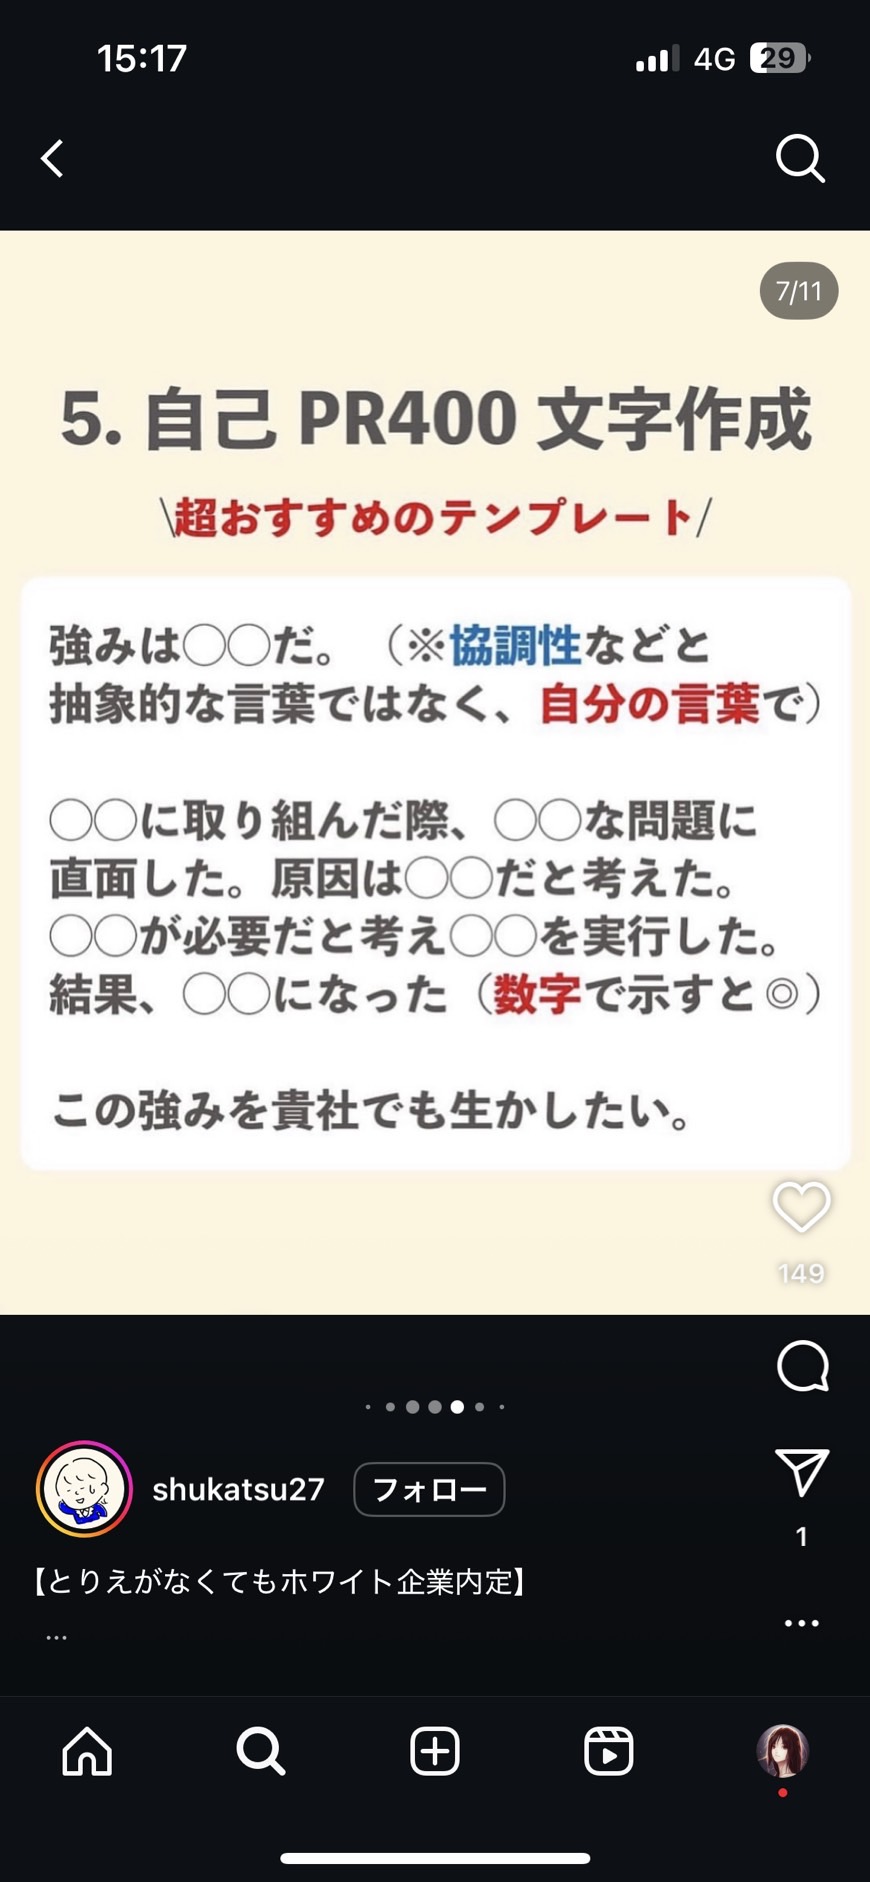 15:17
4G 29
7/11
5. 自己 PR400 文字作成
\超おすすめのテンプレート/
強みは◯◯だ。（※協調性などと
抽象的な言葉ではなく、自分の言葉で）
◯◯に取り組んだ際、◯◯な問題に
直面した。原因は◯◯だと考えた。
◯◯が必要だと考え◯◯を実行した。
結果、◯◯になった（数字で示すと◎）
この強みを貴社でも生かしたい。
149
shukatsu27 フォロー
1
【とりえがなくてもホワイト企業内定】
...